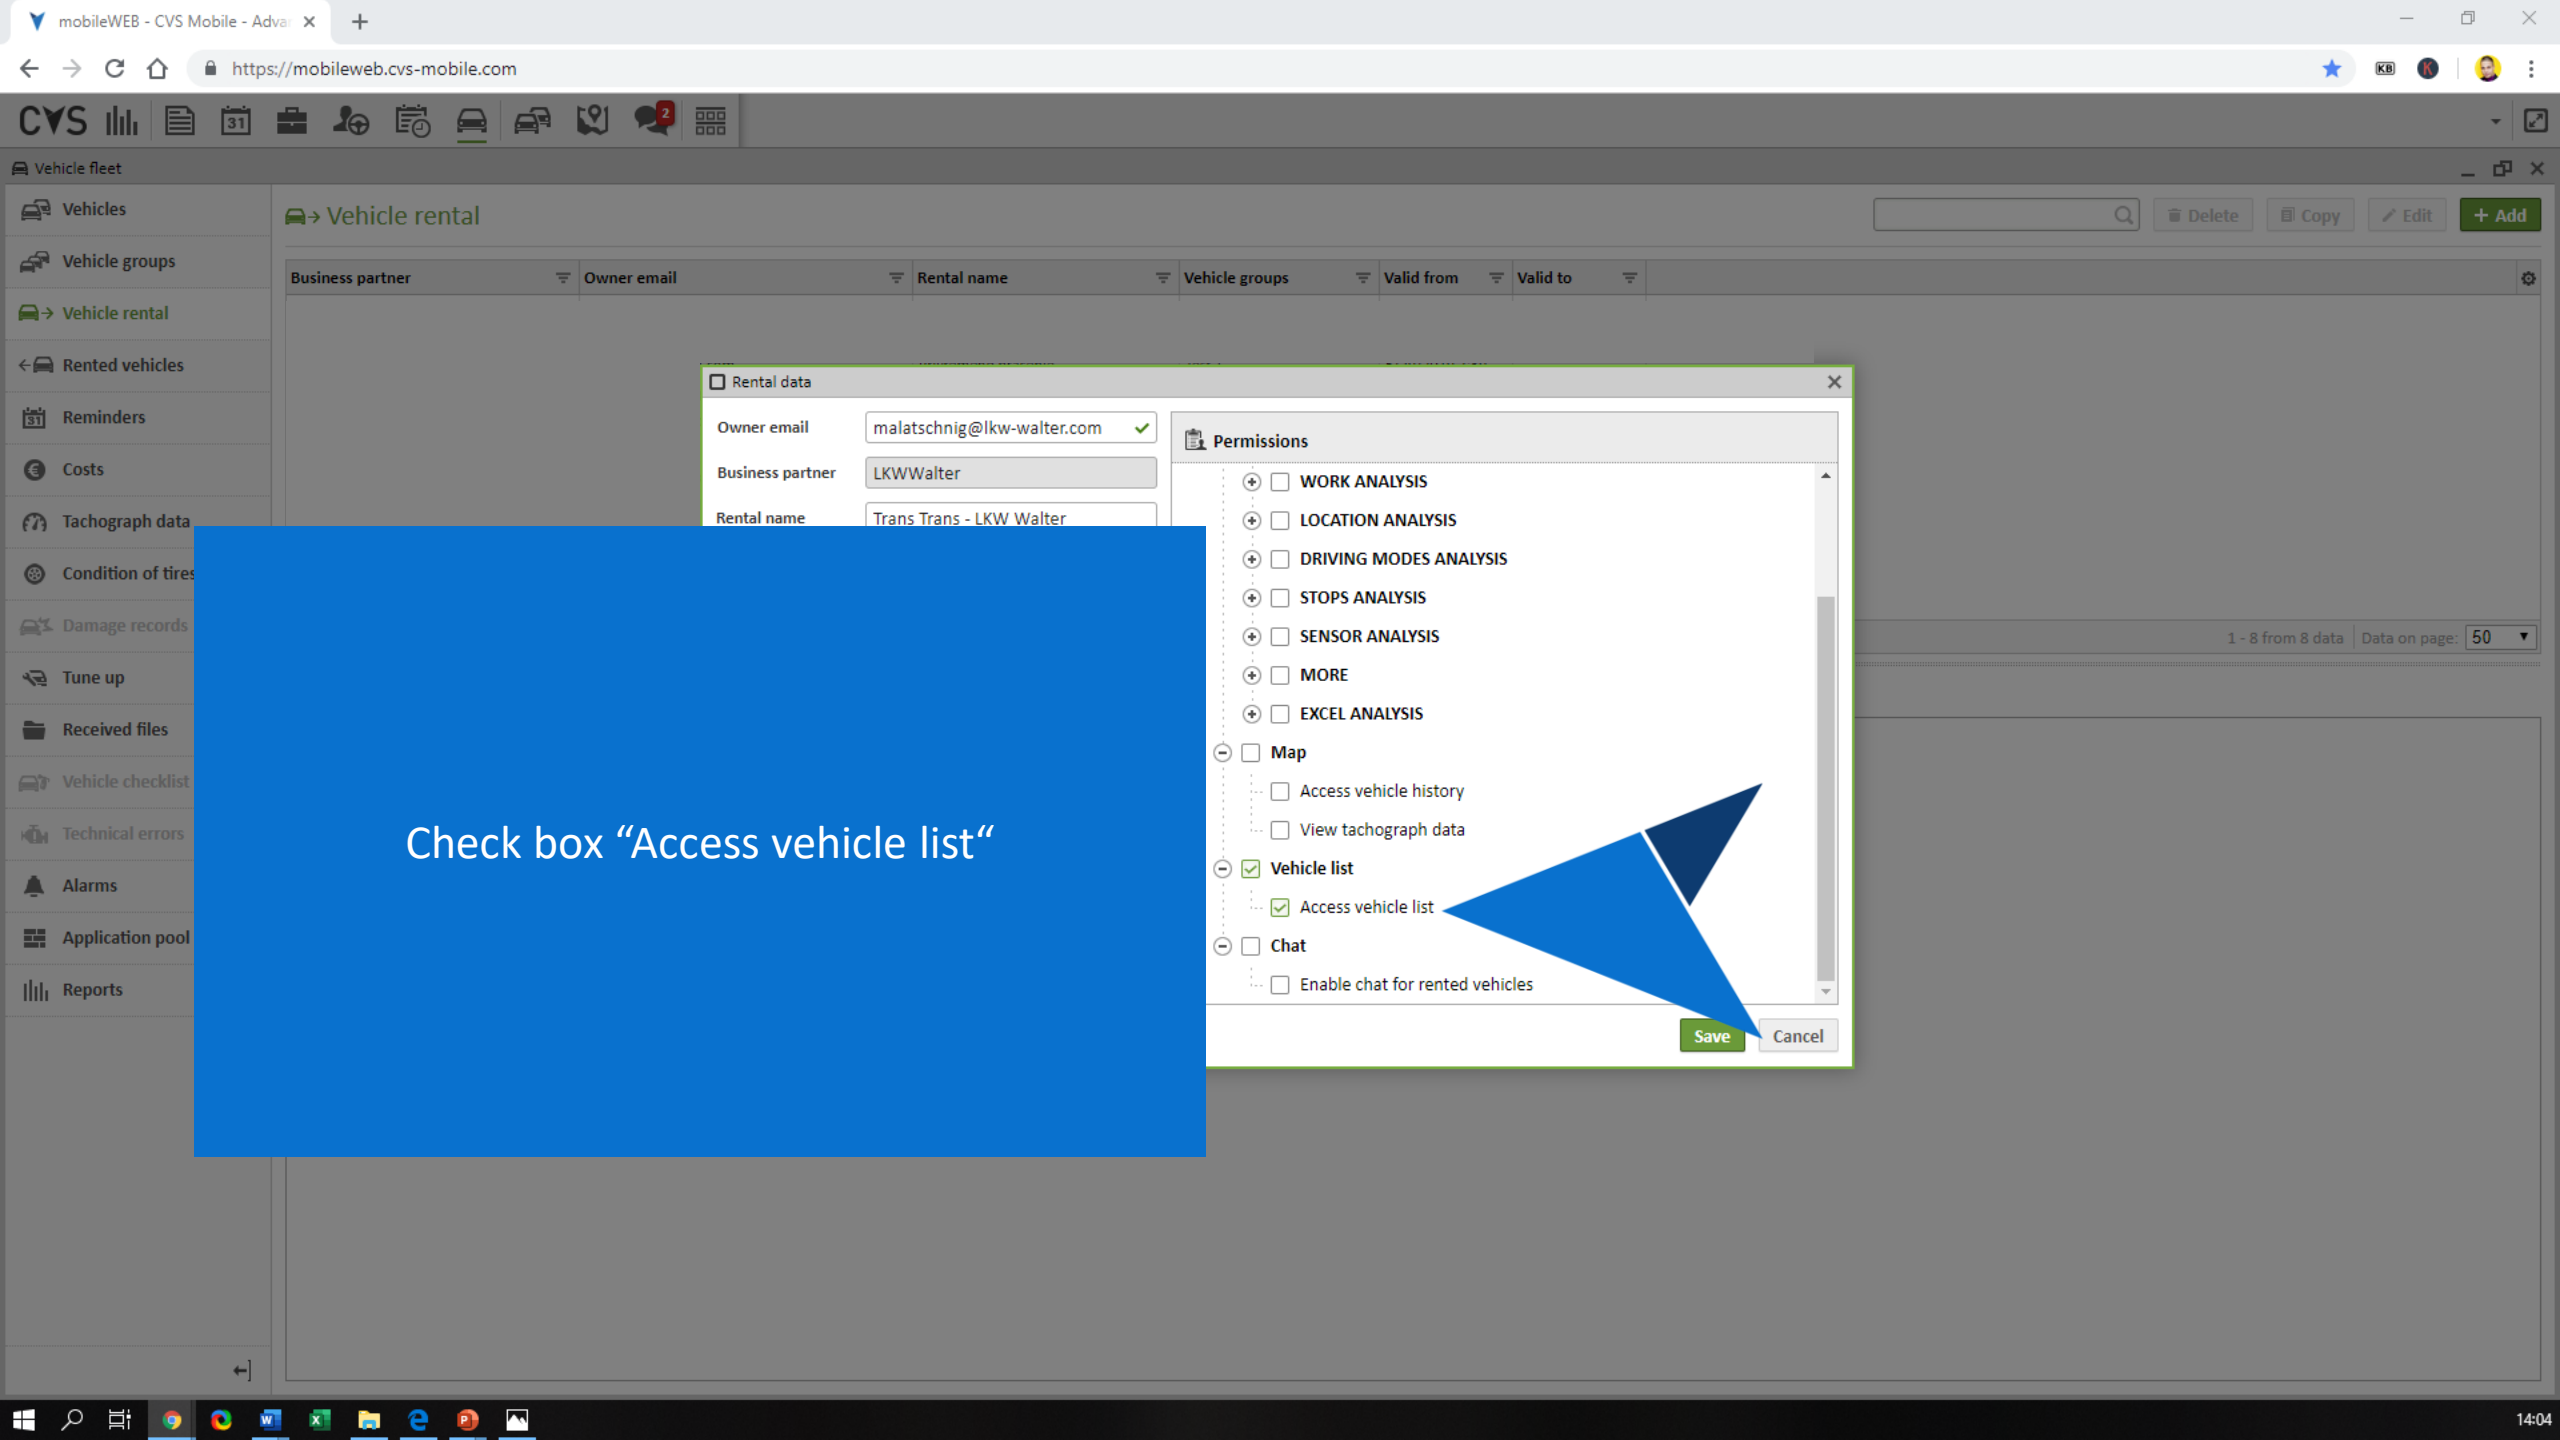 mobileWEB - CVS Mobile - Advan
https://mobileweb.cvs-mobile.com
KB
K
CVS
31
2
Vehicle fleet
Vehicles
Vehicle groups
Vehicle rental
Rented vehicles
31 Reminders
Costs
Tachograph data
Condition of tires
Damage records
Tune up
Received files
Vehicle checklist
Technical errors
Alarms
Application pool
Reports
Vehicle rental
Delete
Copy
Edit
+ Add
Business partner
Owner email
Rental name
Vehicle groups
Valid from
Valid to
1 - 8 from 8 data
Data on page: 50
Rental data
Owner email malatschnig@lkw-walter.com
Business partner LKWWalter
Rental name Trans Trans - LKW Walter
Permissions
WORK ANALYSIS
LOCATION ANALYSIS
DRIVING MODES ANALYSIS
STOPS ANALYSIS
SENSOR ANALYSIS
MORE
EXCEL ANALYSIS
Map
Access vehicle history
View tachograph data
Vehicle list
Access vehicle list
Chat
Enable chat for rented vehicles
Save
Cancel
Check box “Access vehicle list“
14:04